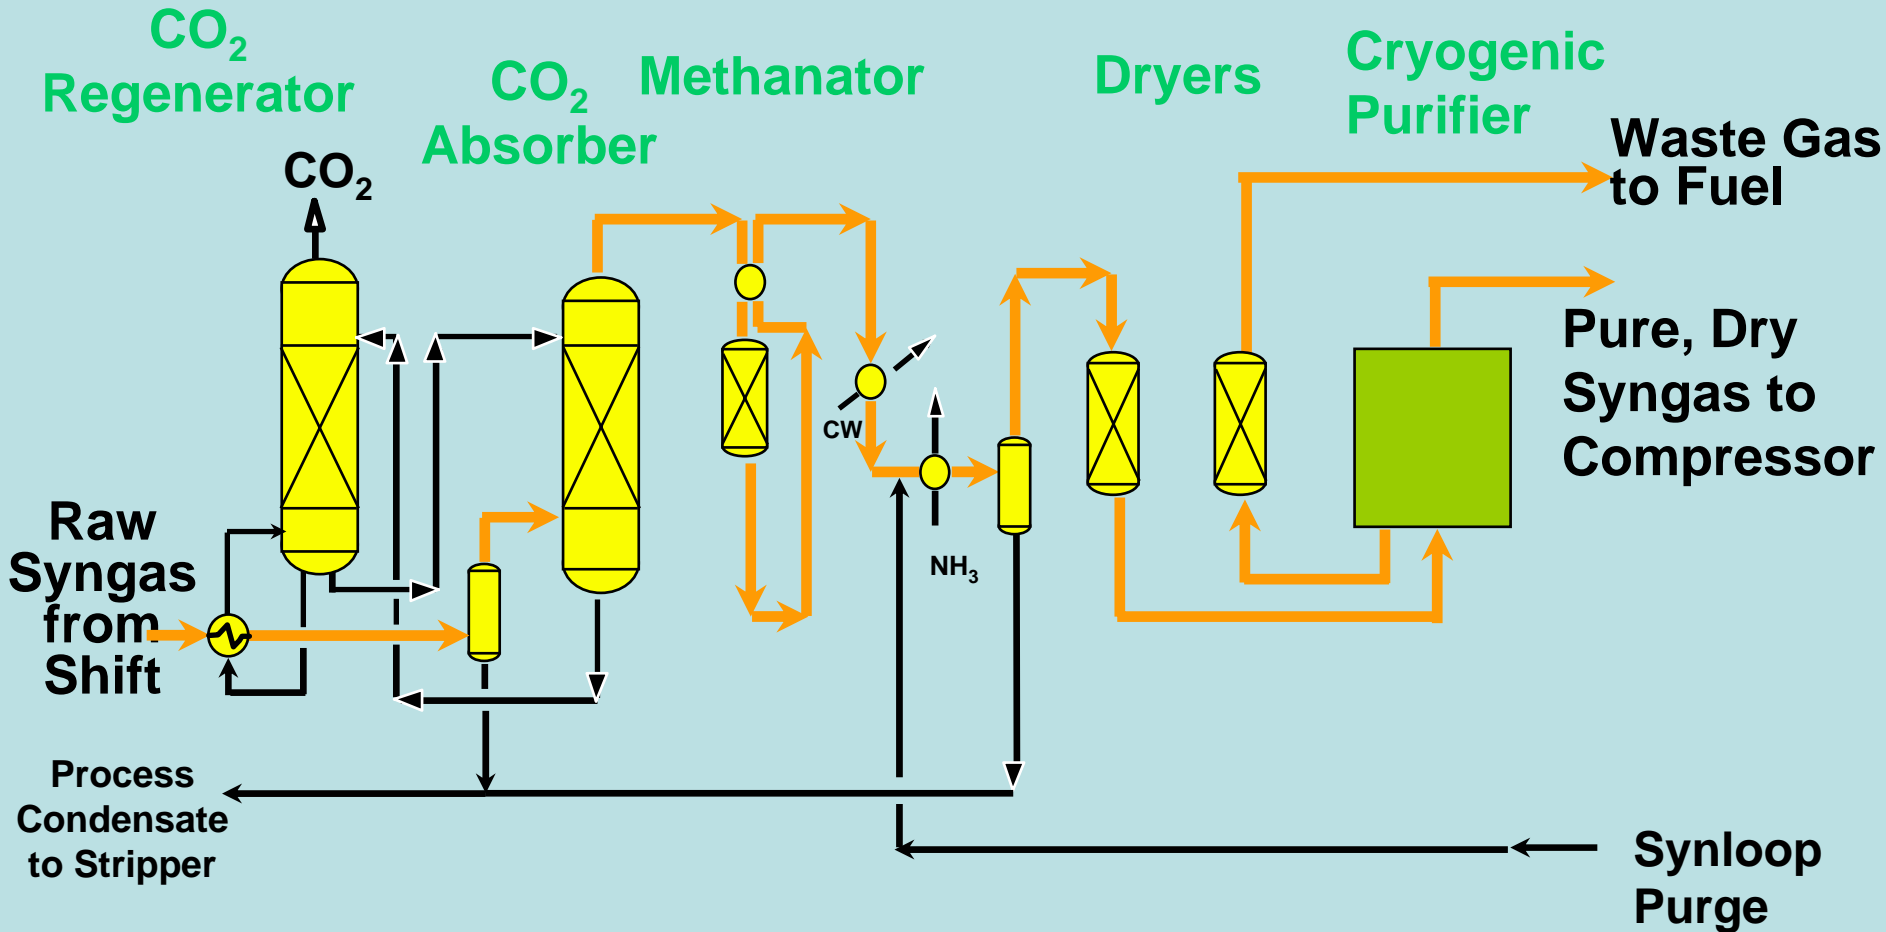 CO2
Regenerator
CO2
Absorber
Methanator
Dryers
Cryogenic
Purifier
CO2
Waste Gas
to Fuel
Pure, Dry
Syngas to
Compressor
CW
NH3
Raw
Syngas
from
Shift
Process
Condensate
to Stripper
Synloop
Purge